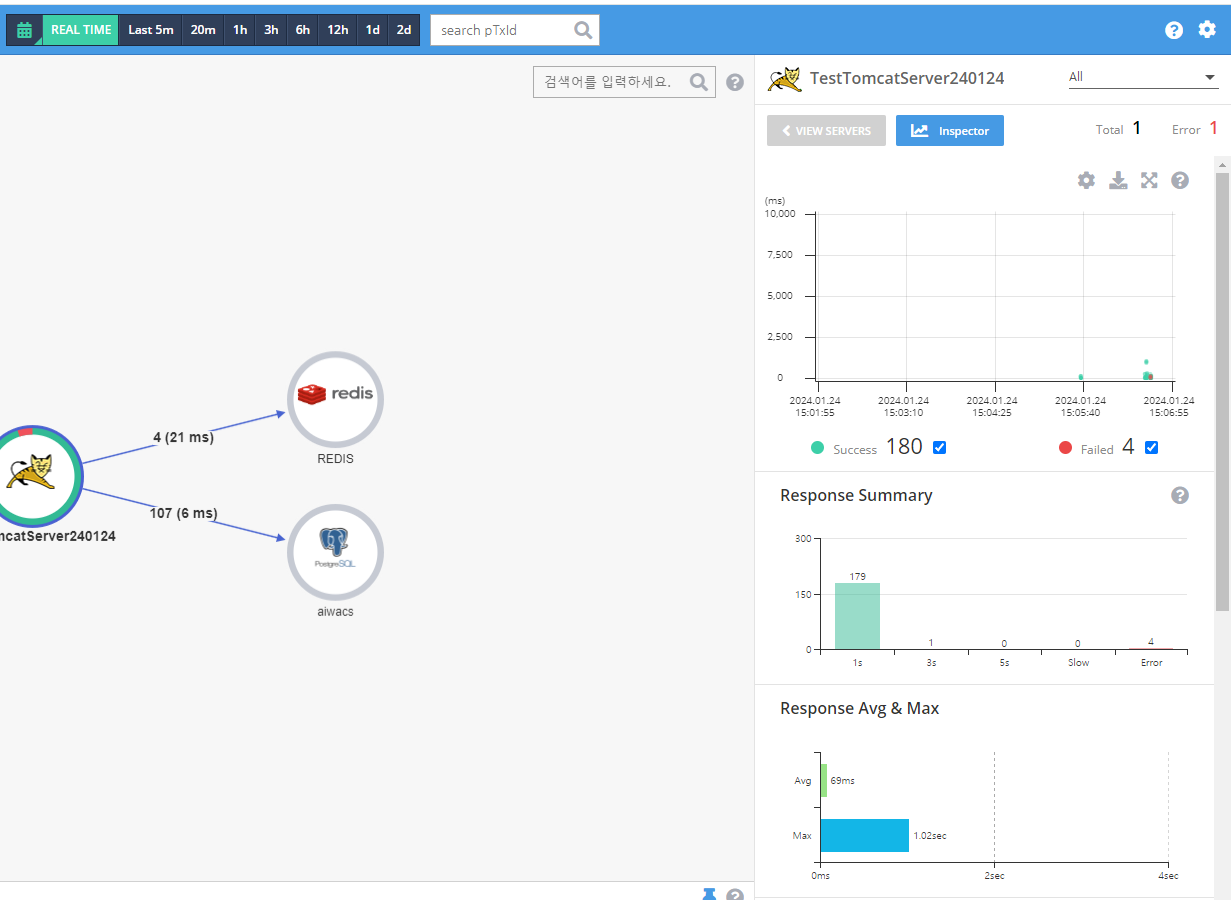 REAL TIME Last 5m 20m 1h 3h 6h 12h 1d 2d search pTxId
검색어를 입력하세요.
TestTomcatServer240124 All
VIEW SERVERS Inspector Total 1 Error 1
(ms)
10,000
7,500
5,000
2,500
0
2024.01.24 2024.01.24 2024.01.24 2024.01.24 2024.01.24
15:01:55 15:03:10 15:04:25 15:05:40 15:06:55
Success 180 Failed 4
redis
4 (21 ms)
REDIS
107 (6 ms)
mcatServer240124
PostgreSQL
aiwacs
Response Summary
300
179
150
1 0 0 4
0
1s 3s 5s Slow Error
Response Avg & Max
Avg 69ms
Max 1.02sec
0ms 2sec 4sec